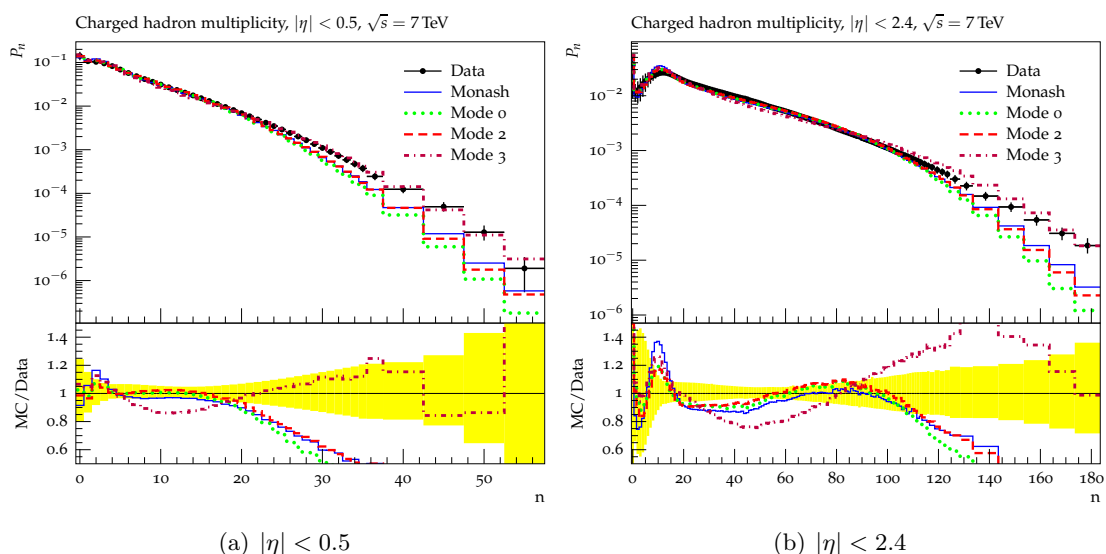 Charged hadron multiplicity, |η| < 0.5, √s = 7 TeV
P_n
10^−1
10^−2
10^−3
10^−4
10^−5
10^−6
Data
Monash
Mode 0
Mode 2
Mode 3
MC/Data
1.4
1.2
1
0.8
0.6
0 10 20 30 40 50
n
(a) |η| < 0.5
Charged hadron multiplicity, |η| < 2.4, √s = 7 TeV
P_n
10^−2
10^−3
10^−4
10^−5
10^−6
Data
Monash
Mode 0
Mode 2
Mode 3
MC/Data
1.4
1.2
1
0.8
0.6
0 20 40 60 80 100 120 140 160 180
n
(b) |η| < 2.4